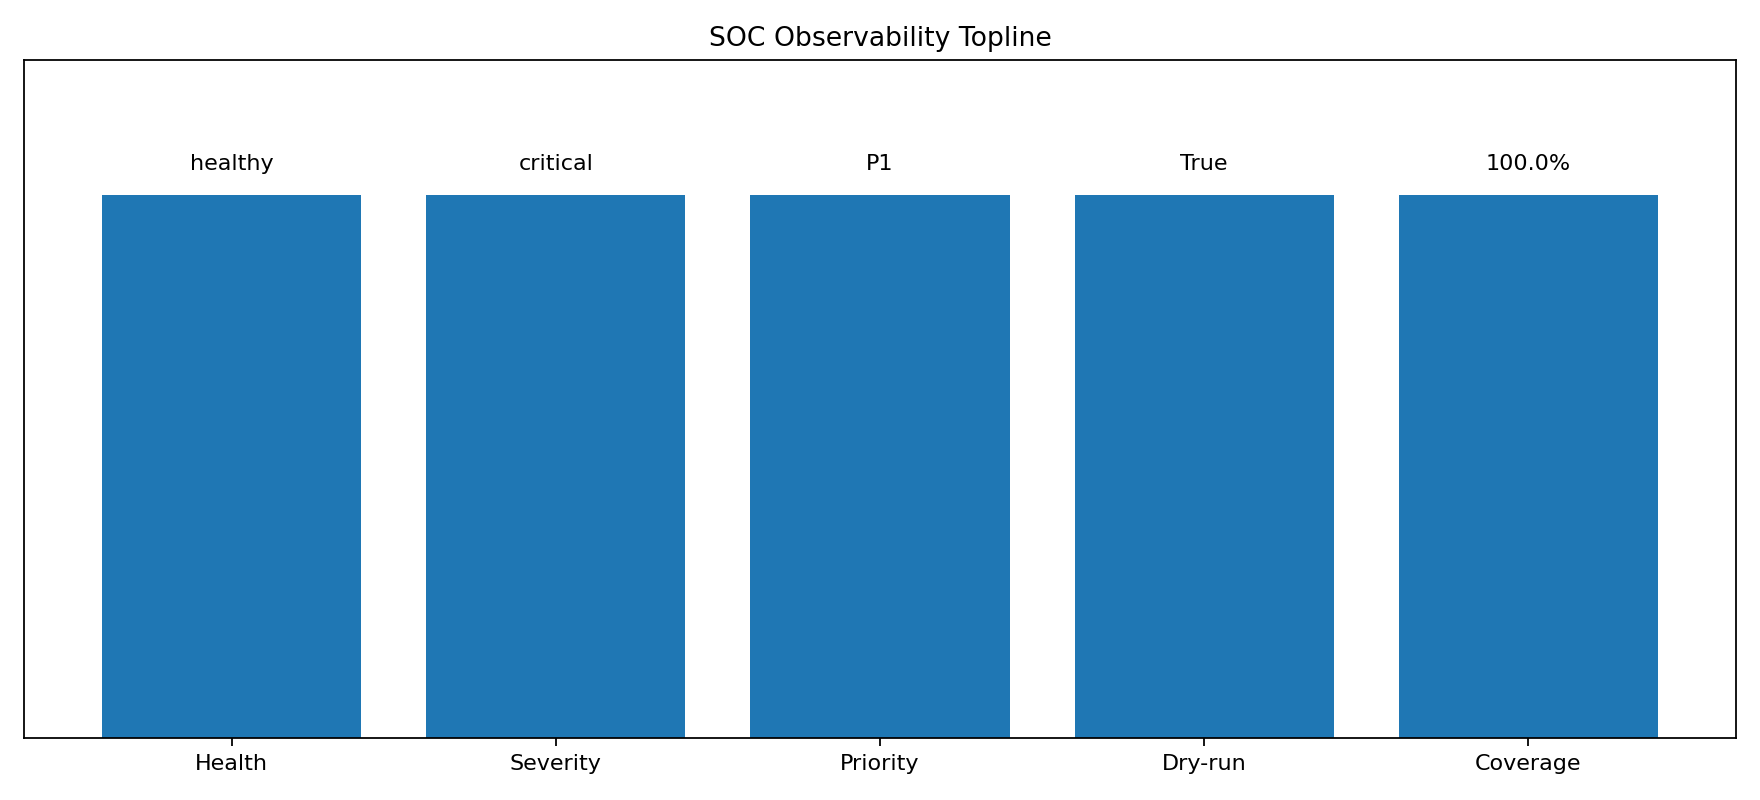 SOC Observability Topline
healthy critical P1 True 100.0%
Health Severity Priority Dry-run Coverage